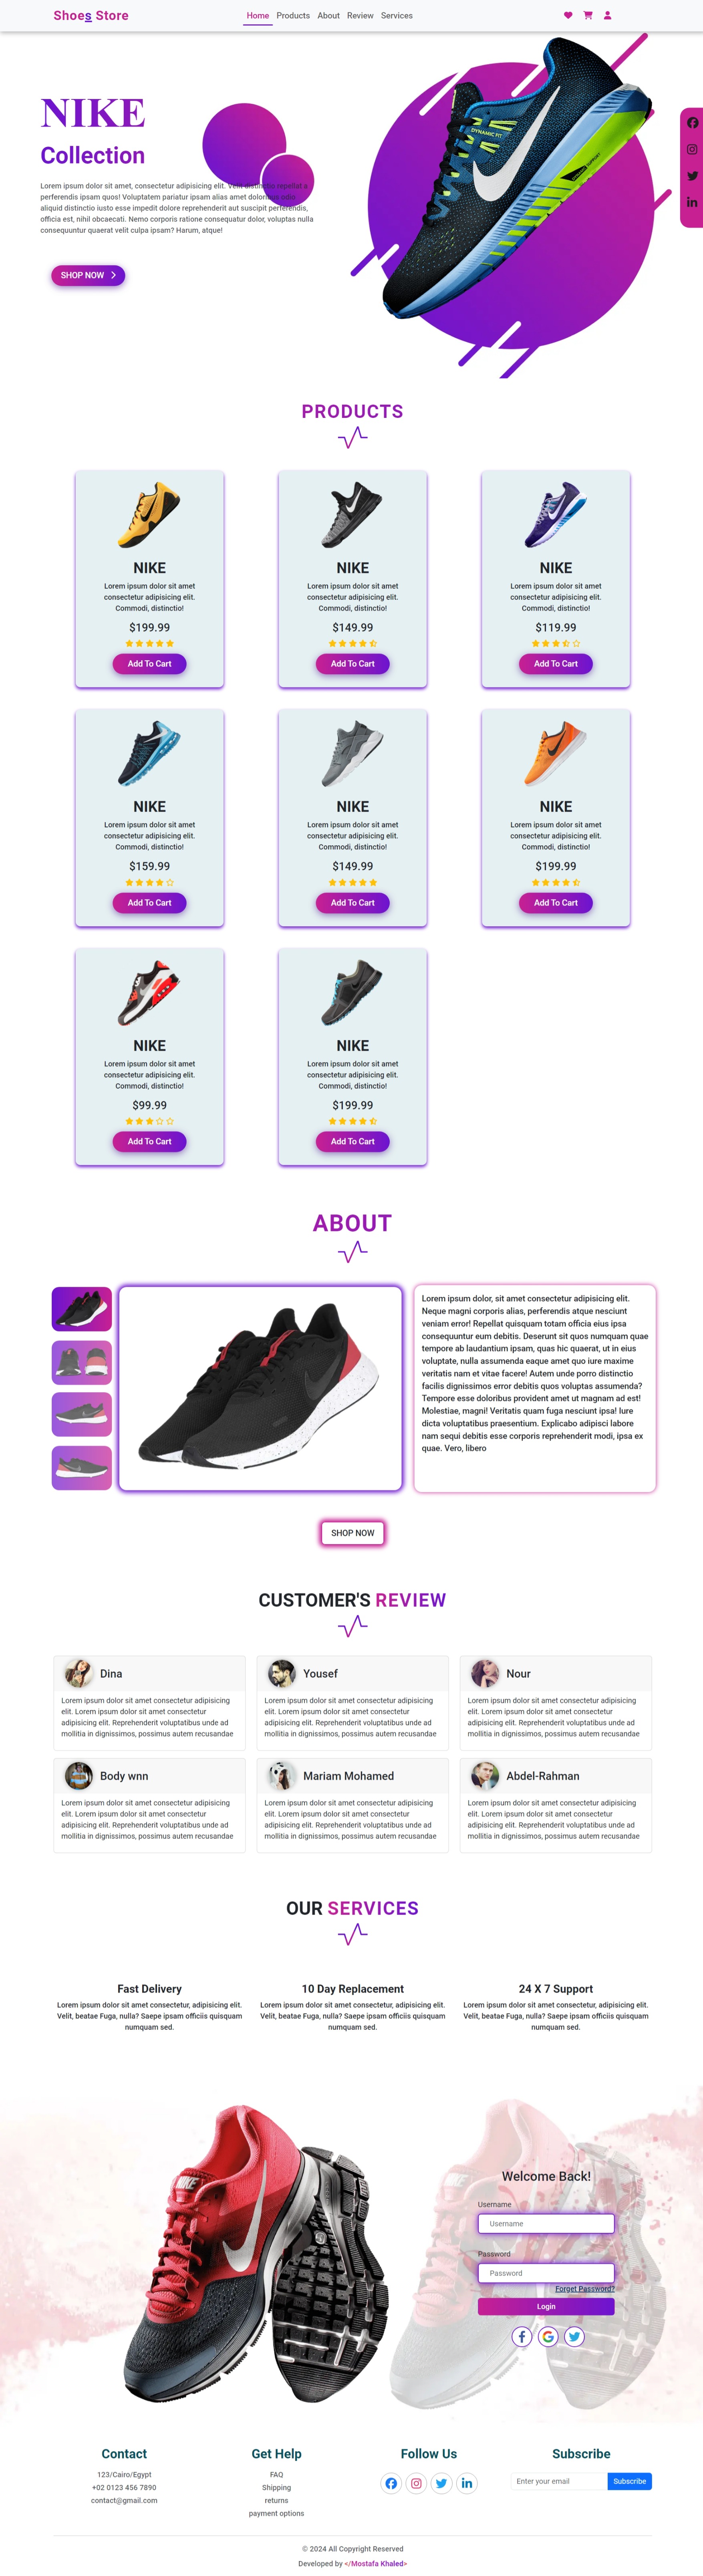 Shoes Store
Home Products About Review Services
NIKE
Collection
Lorem ipsum dolor sit amet, consectetur adipisicing elit. Velit distinctio repellat a
perferendis ipsam quos! Voluptatem pariatur ipsam alias amet dolorum odio
aliquid distinctio iusto esse impedit dolore reprehenderit aut suscipit perferendis,
officia est, nihil obcaecati. Nemo corporis ratione consequatur dolor, voluptas nulla
consequuntur quaerat velit culpa ipsam? Harum, atque!
DYNAMIC FIT
SHOP NOW
PRODUCTS
NIKE
Lorem ipsum dolor sit amet
consectetur adipisicing elit.
Commodi, distinctio!
$199.99
Add To Cart
NIKE
Lorem ipsum dolor sit amet
consectetur adipisicing elit.
Commodi, distinctio!
$149.99
Add To Cart
NIKE
Lorem ipsum dolor sit amet
consectetur adipisicing elit.
Commodi, distinctio!
$119.99
Add To Cart
NIKE
Lorem ipsum dolor sit amet
consectetur adipisicing elit.
Commodi, distinctio!
$159.99
Add To Cart
NIKE
Lorem ipsum dolor sit amet
consectetur adipisicing elit.
Commodi, distinctio!
$149.99
Add To Cart
NIKE
Lorem ipsum dolor sit amet
consectetur adipisicing elit.
Commodi, distinctio!
$199.99
Add To Cart
NIKE
Lorem ipsum dolor sit amet
consectetur adipisicing elit.
Commodi, distinctio!
$99.99
Add To Cart
NIKE
Lorem ipsum dolor sit amet
consectetur adipisicing elit.
Commodi, distinctio!
$199.99
Add To Cart
ABOUT
Lorem ipsum dolor, sit amet consectetur adipisicing elit.
Neque magni corporis alias, perferendis atque nesciunt
veniam error! Repellat quisquam totam officia eius ipsa
consequuntur eum debitis. Deserunt sit quos numquam quae
tempore ab laudantium ipsam, quas hic quaerat, ut in eius
voluptate, nulla assumenda eaque amet quo iure maxime
veritatis nam et vitae facere! Autem unde porro distinctio
facilis dignissimos error debitis quos voluptas assumenda?
Tempore esse doloribus provident amet ut magnam ad est!
Molestiae, magni! Veritatis quam fuga nesciunt ipsa! Iure
dicta voluptatibus praesentium. Explicabo adipisci labore
nam sequi debitis esse corporis reprehenderit modi, ipsa ex
quae. Vero, libero
SHOP NOW
CUSTOMER'S REVIEW
Dina
Lorem ipsum dolor sit amet consectetur adipisicing
elit. Lorem ipsum dolor sit amet consectetur
adipisicing elit. Reprehenderit voluptatibus unde ad
mollitia in dignissimos, possimus autem recusandae
Yousef
Lorem ipsum dolor sit amet consectetur adipisicing
elit. Lorem ipsum dolor sit amet consectetur
adipisicing elit. Reprehenderit voluptatibus unde ad
mollitia in dignissimos, possimus autem recusandae
Nour
Lorem ipsum dolor sit amet consectetur adipisicing
elit. Lorem ipsum dolor sit amet consectetur
adipisicing elit. Reprehenderit voluptatibus unde ad
mollitia in dignissimos, possimus autem recusandae
Body wnn
Lorem ipsum dolor sit amet consectetur adipisicing
elit. Lorem ipsum dolor sit amet consectetur
adipisicing elit. Reprehenderit voluptatibus unde ad
mollitia in dignissimos, possimus autem recusandae
Mariam Mohamed
Lorem ipsum dolor sit amet consectetur adipisicing
elit. Lorem ipsum dolor sit amet consectetur
adipisicing elit. Reprehenderit voluptatibus unde ad
mollitia in dignissimos, possimus autem recusandae
Abdel-Rahman
Lorem ipsum dolor sit amet consectetur adipisicing
elit. Lorem ipsum dolor sit amet consectetur
adipisicing elit. Reprehenderit voluptatibus unde ad
mollitia in dignissimos, possimus autem recusandae
OUR SERVICES
Fast Delivery
Lorem ipsum dolor sit amet consectetur, adipisicing elit.
Velit, beatae Fuga, nulla? Saepe ipsam officiis quisquam
numquam sed.
10 Day Replacement
Lorem ipsum dolor sit amet consectetur, adipisicing elit.
Velit, beatae Fuga, nulla? Saepe ipsam officiis quisquam
numquam sed.
24 X 7 Support
Lorem ipsum dolor sit amet consectetur, adipisicing elit.
Velit, beatae Fuga, nulla? Saepe ipsam officiis quisquam
numquam sed.
NIKE
Welcome Back!
Username
Username
Password
Password
Forget Password?
Login
Contact
123/Cairo/Egypt
+02 0123 456 7890
contact@gmail.com
Get Help
FAQ
Shipping
returns
payment options
Follow Us
Subscribe
Enter your email Subscribe
© 2024 All Copyright Reserved
Developed by </Mostafa Khaled>